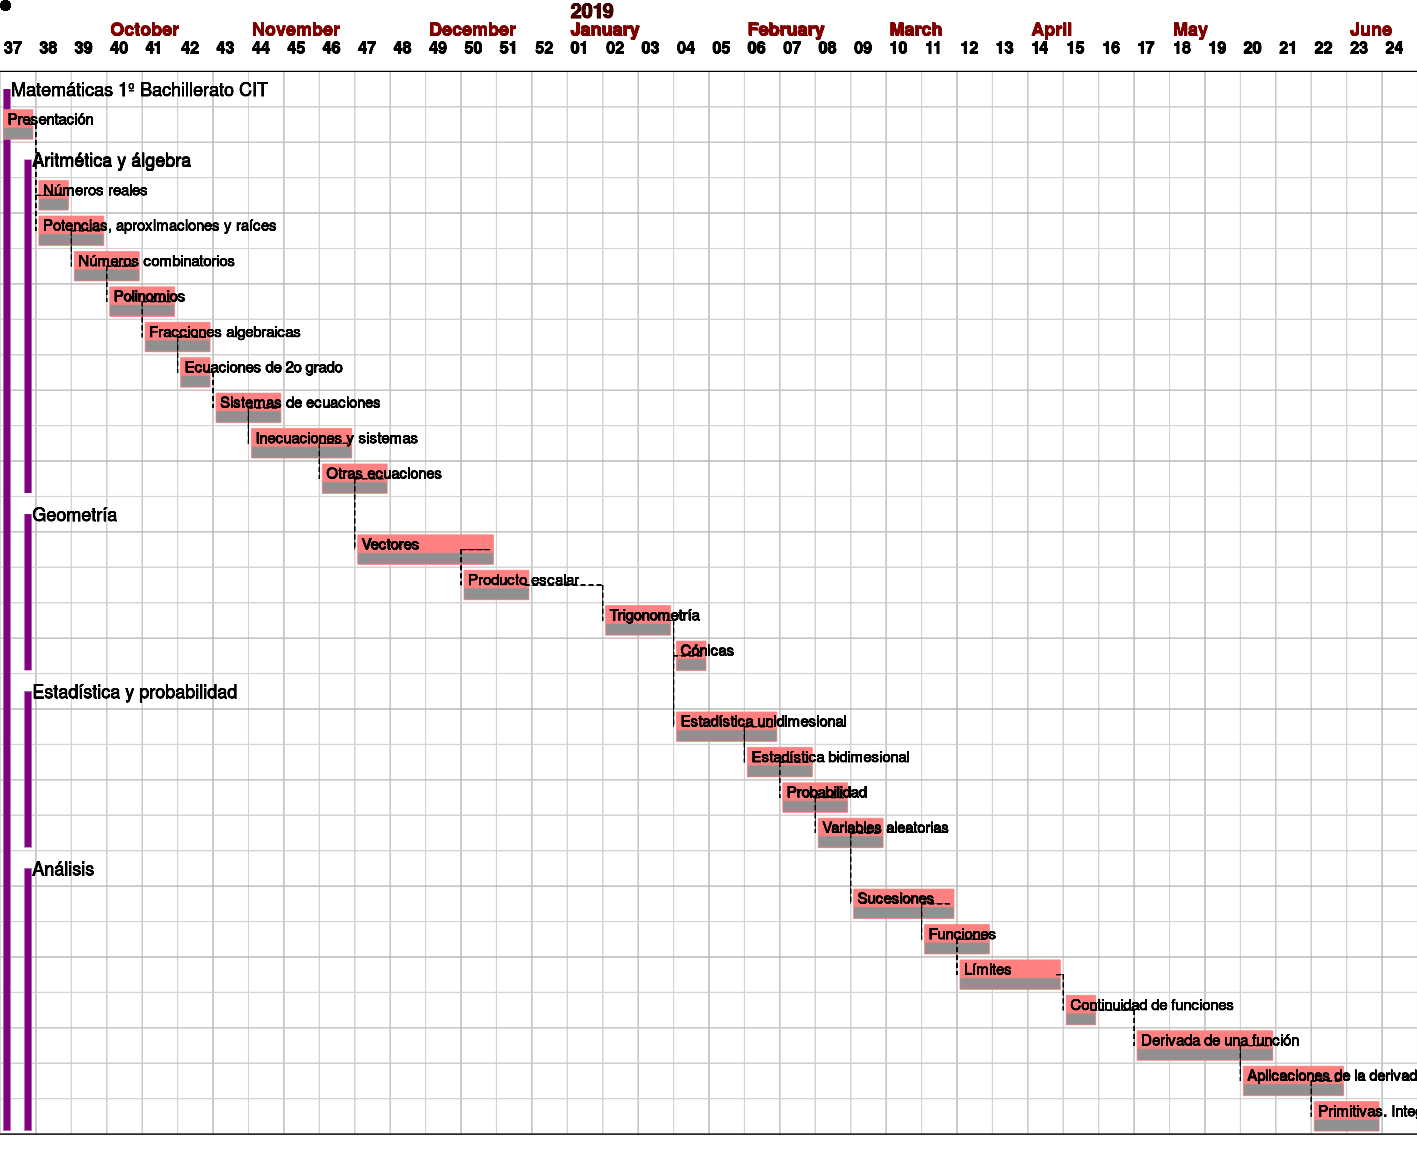 2019
October November December January February March April May June
37 38 39 40 41 42 43 44 45 46 47 48 49 50 51 52 01 02 03 04 05 06 07 08 09 10 11 12 13 14 15 16 17 18 19 20 21 22 23 24
Matemáticas 1º Bachillerato CIT
Presentación
Aritmética y álgebra
Números reales
Potencias, aproximaciones y raíces
Números combinatorios
Polinomios
Fracciones algebraicas
Ecuaciones de 2o grado
Sistemas de ecuaciones
Inecuaciones y sistemas
Otras ecuaciones
Geometría
Vectores
Producto escalar
Trigonometría
Cónicas
Estadística y probabilidad
Estadística unidimesional
Estadística bidimesional
Probabilidad
Variables aleatorias
Análisis
Sucesiones
Funciones
Límites
Continuidad de funciones
Derivada de una función
Aplicaciones de la derivad
Primitivas. Integ